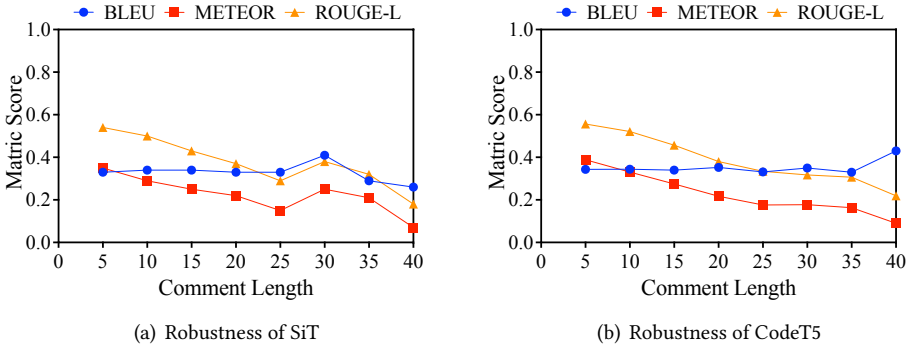 BLEU METEOR ROUGE-L
1.0
0.8
0.6
0.4
0.2
0.0
Matric Score
0 5 10 15 20 25 30 35 40
Comment Length
(a) Robustness of SiT
BLEU METEOR ROUGE-L
1.0
0.8
0.6
0.4
0.2
0.0
Matric Score
0 5 10 15 20 25 30 35 40
Comment Length
(b) Robustness of CodeT5